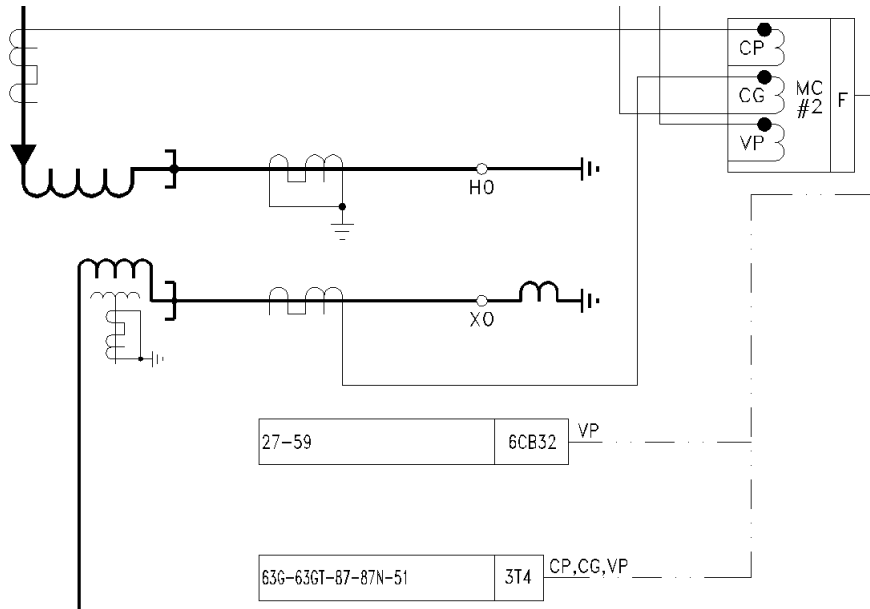 CP
CG
VP
MC
#2
F
H0
X0
27-59
6CB32
VP
63G-63GT-87-87N-51
3T4
CP,CG,VP